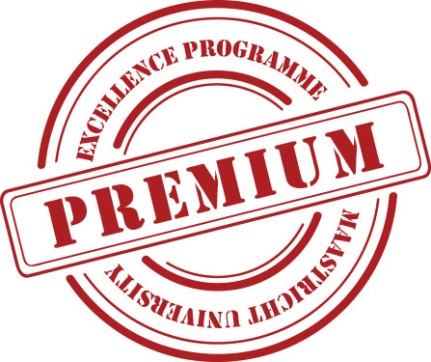 EXCELLENCE PROGRAMME
PREMIUM
MAASTRICHT UNIVERSITY